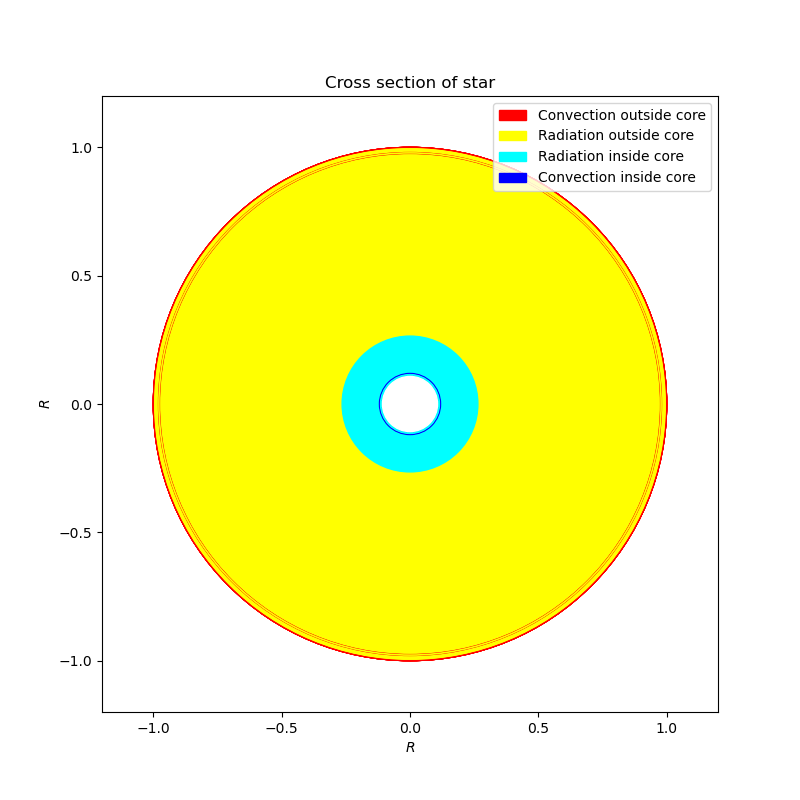 Cross section of star
Convection outside core
Radiation outside core
Radiation inside core
Convection inside core
1.0
0.5
0.0
−0.5
−1.0
R
−1.0 −0.5 0.0 0.5 1.0
R